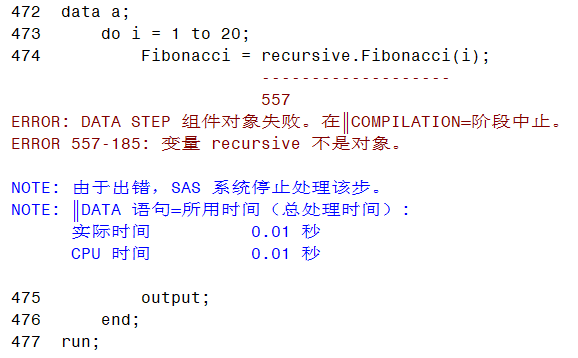 472  data a;
473      do i = 1 to 20;
474          Fibonacci = recursive.Fibonacci(i);
                         -------------------
                         557
ERROR: DATA STEP 组件对象失败。在║COMPILATION=阶段中止。
ERROR 557-185: 变量 recursive 不是对象。
NOTE: 由于出错，SAS 系统停止处理该步。
NOTE: ║DATA 语句=所用时间（总处理时间）:
      实际时间          0.01 秒
      CPU 时间          0.01 秒
475          output;
476      end;
477  run;